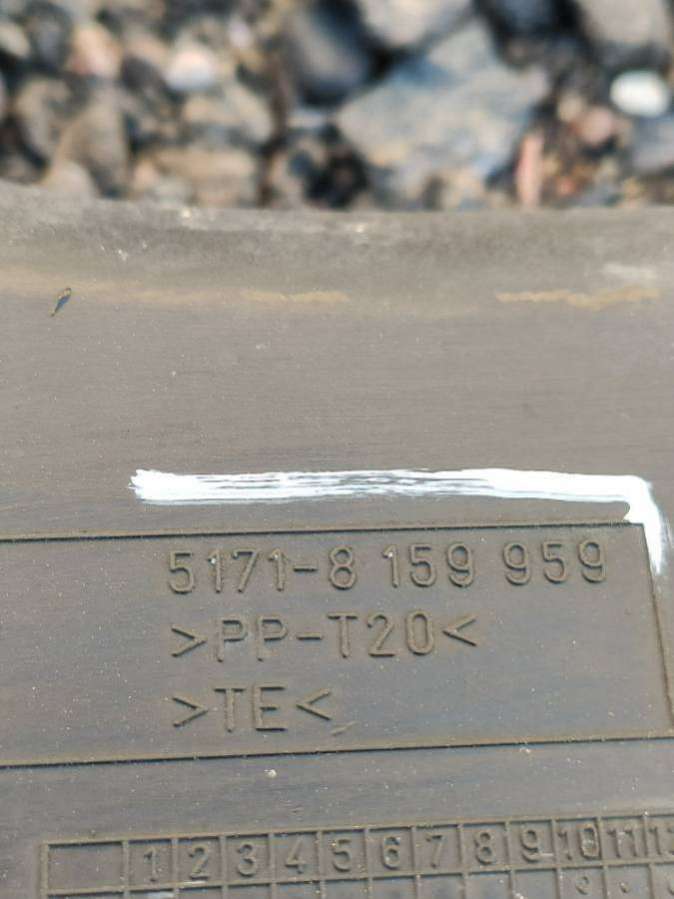 5171-8 159 959
>PP-T20<
>TE<
1 2 3 4 5 6 7 8 9 10 11